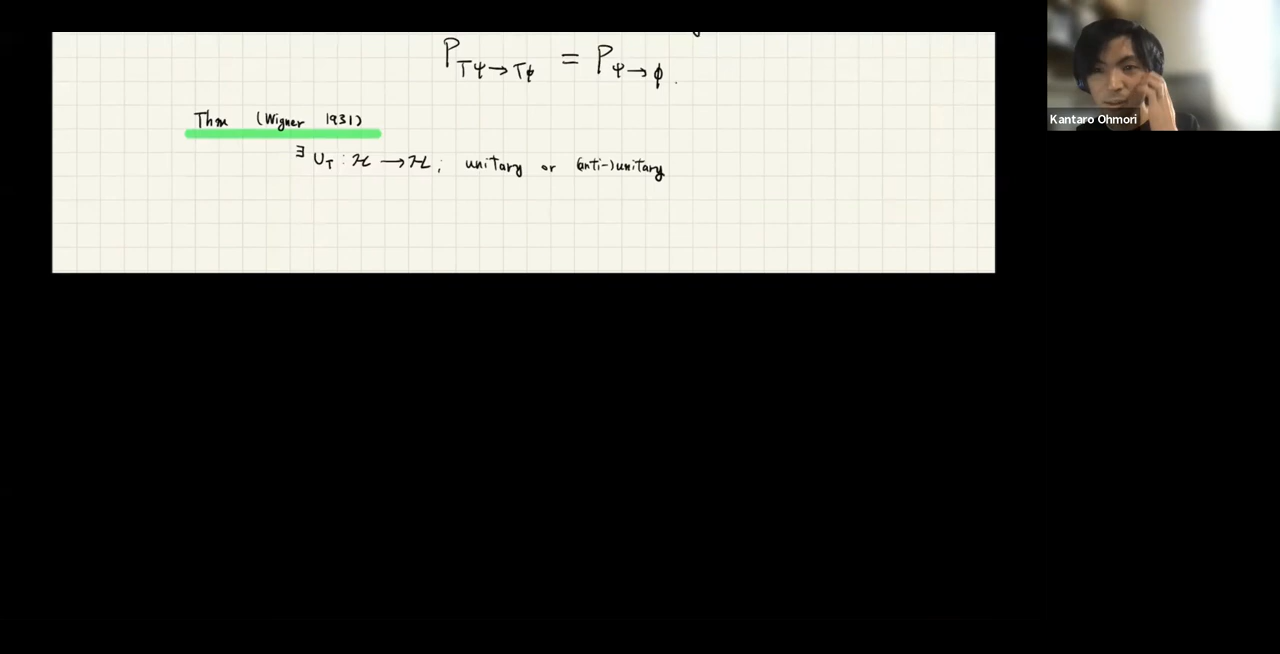 P_{TΨ→Tϕ} = P_{Ψ→ϕ}.
Thm (Wigner 1931)
∃ U_T : ℋ → ℋ ; unitary or (anti-)unitary
Kantaro Ohmori